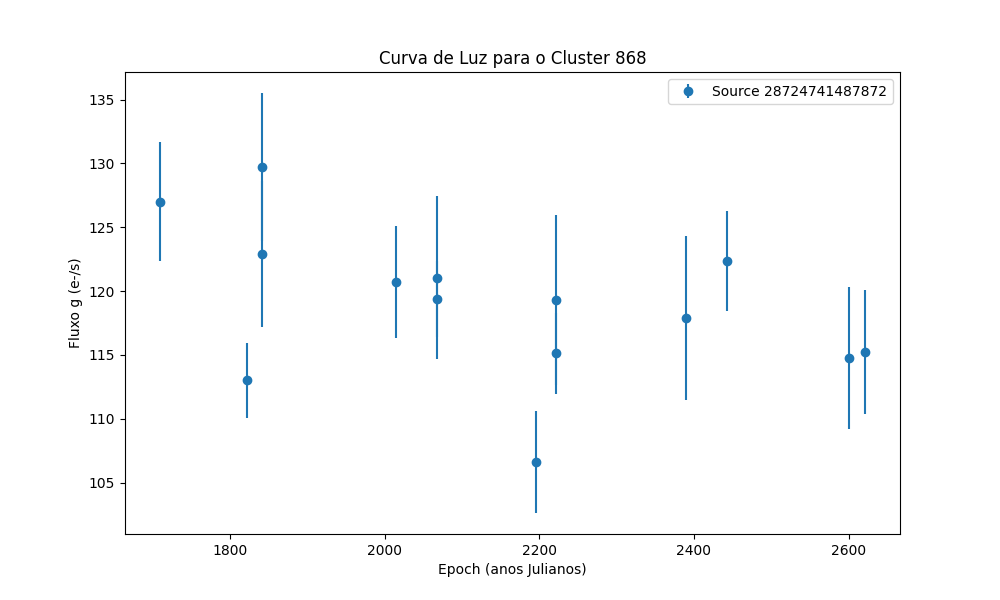 Curva de Luz para o Cluster 868
Source 28724741487872
135
130
125
120
115
110
105
Fluxo g (e-/s)
1800 2000 2200 2400 2600
Epoch (anos Julianos)